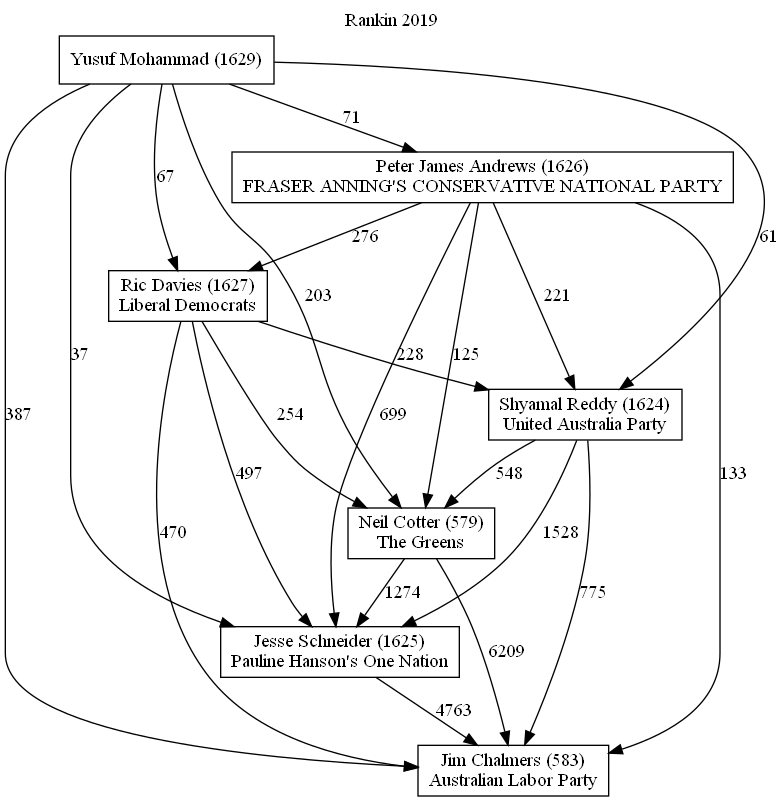 Rankin 2019
Yusuf Mohammad (1629)
71
Peter James Andrews (1626)
FRASER ANNING'S CONSERVATIVE NATIONAL PARTY
67
276
61
Ric Davies (1627)
Liberal Democrats
203
221
37
228
125
Shyamal Reddy (1624)
United Australia Party
387
254
699
497
548
133
Neil Cotter (579)
The Greens
470
1528
1274
775
Jesse Schneider (1625)
Pauline Hanson's One Nation
6209
4763
Jim Chalmers (583)
Australian Labor Party